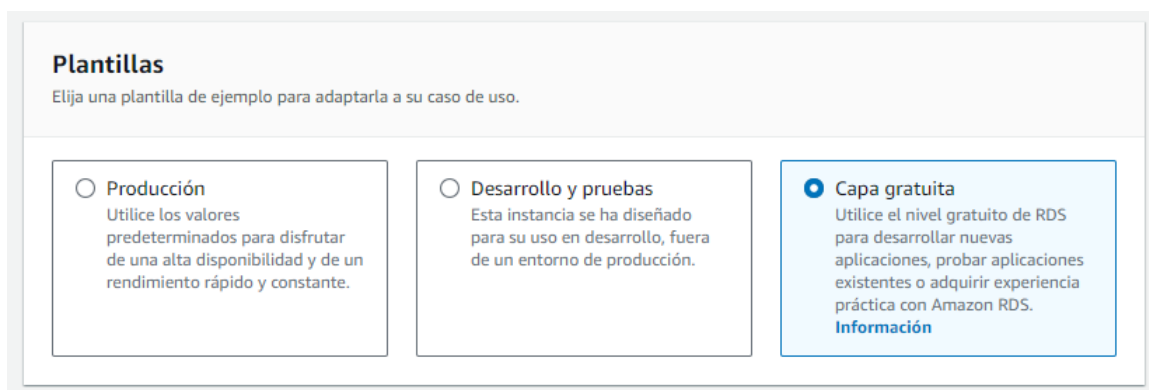 Plantillas
Elija una plantilla de ejemplo para adaptarla a su caso de uso.
Producción
Utilice los valores
predeterminados para disfrutar
de una alta disponibilidad y de un
rendimiento rápido y constante.
Desarrollo y pruebas
Esta instancia se ha diseñado
para su uso en desarrollo, fuera
de un entorno de producción.
Capa gratuita
Utilice el nivel gratuito de RDS
para desarrollar nuevas
aplicaciones, probar aplicaciones
existentes o adquirir experiencia
práctica con Amazon RDS.
Información